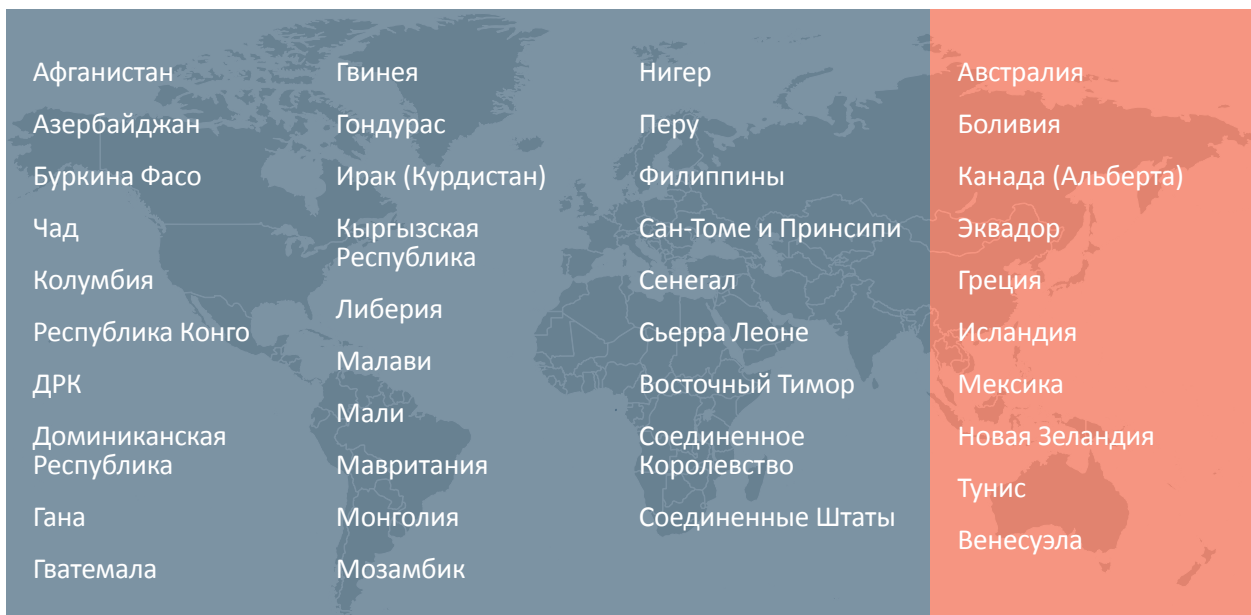 Афганистан
Азербайджан
Буркина Фасо
Чад
Колумбия
Республика Конго
ДРК
Доминиканская
Республика
Гана
Гватемала
Гвинея
Гондурас
Ирак (Курдистан)
Кыргызская
Республика
Либерия
Малави
Мали
Мавритания
Монголия
Мозамбик
Нигер
Перу
Филиппины
Сан-Томе и Принсипи
Сенегал
Сьерра Леоне
Восточный Тимор
Соединенное
Королевство
Соединенные Штаты
Австралия
Боливия
Канада (Альберта)
Эквадор
Греция
Исландия
Мексика
Новая Зеландия
Тунис
Венесуэла